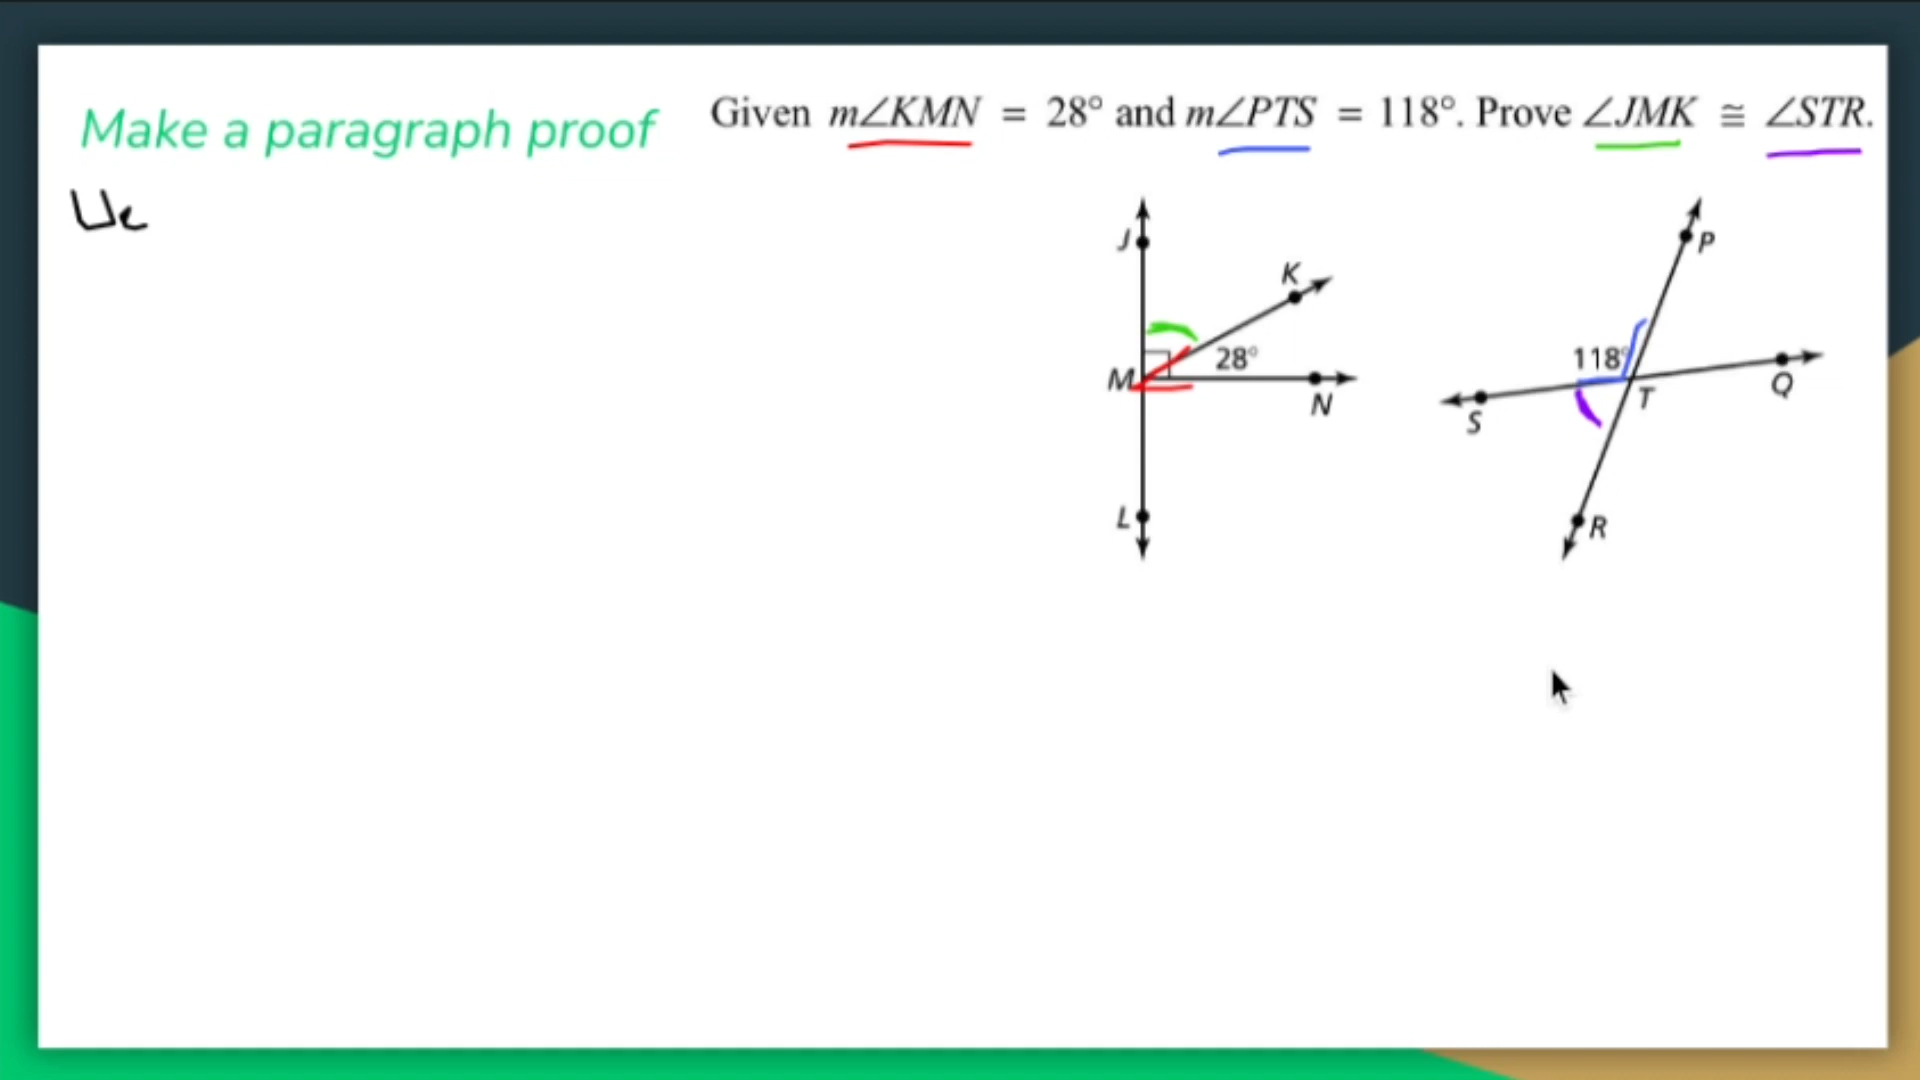 Make a paragraph proof
Given m∠KMN = 28° and m∠PTS = 118°. Prove ∠JMK ≅ ∠STR.
J
K
28°
M
N
L
P
118°
T
Q
S
R